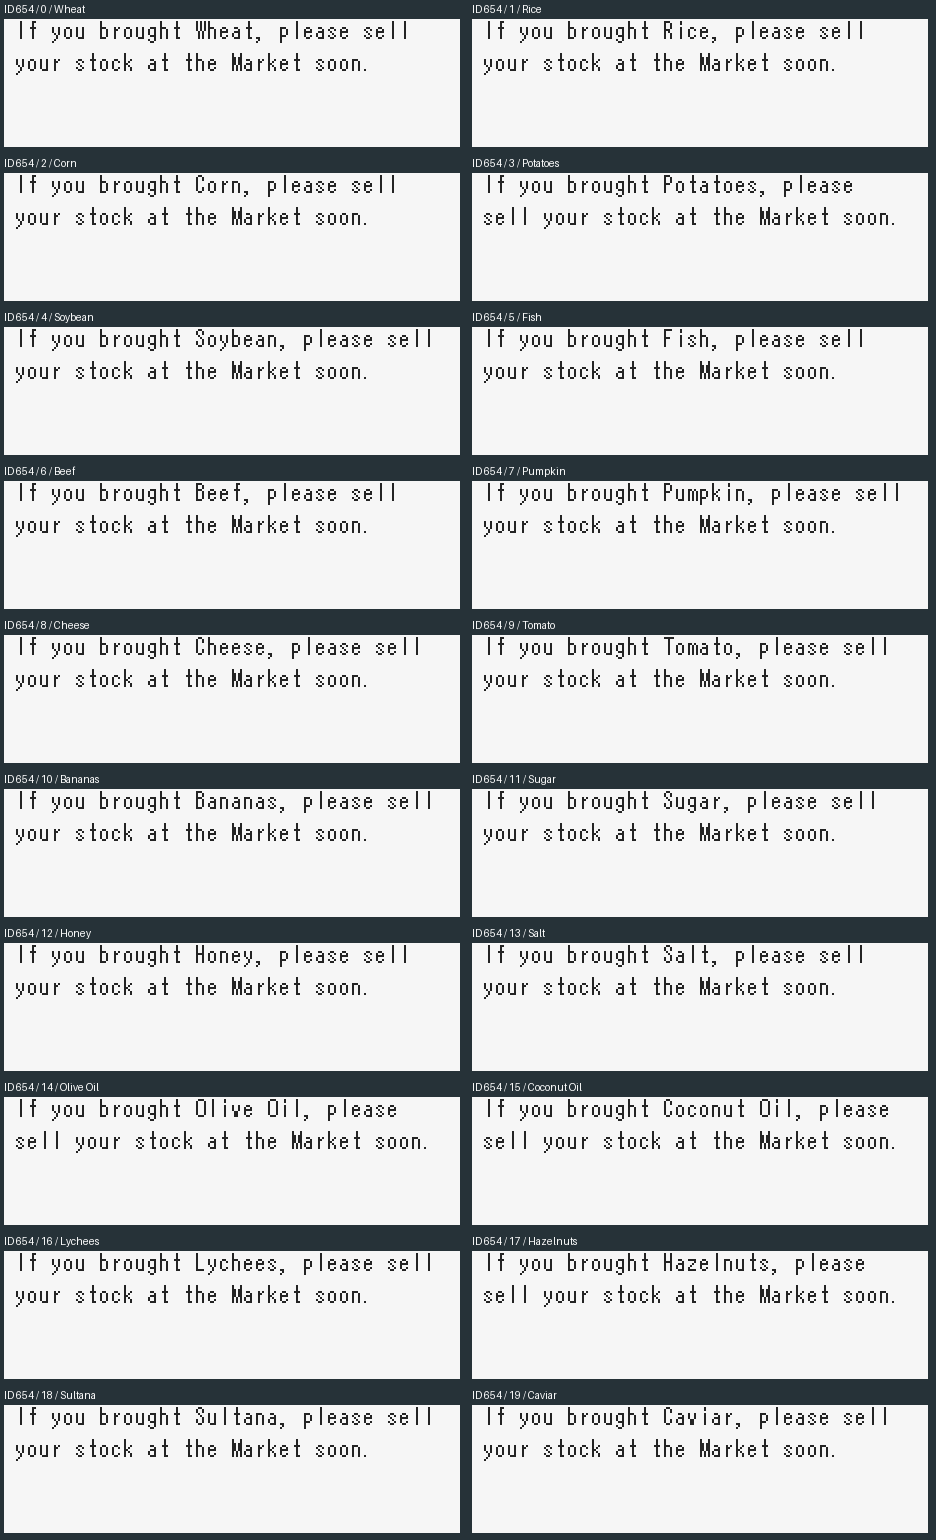 ID654 / 0 / Wheat
If you brought Wheat, please sell
your stock at the Market soon.
ID654 / 1 / Rice
If you brought Rice, please sell
your stock at the Market soon.
ID654 / 2 / Corn
If you brought Corn, please sell
your stock at the Market soon.
ID654 / 3 / Potatoes
If you brought Potatoes, please
sell your stock at the Market soon.
ID654 / 4 / Soybean
If you brought Soybean, please sell
your stock at the Market soon.
ID654 / 5 / Fish
If you brought Fish, please sell
your stock at the Market soon.
ID654 / 6 / Beef
If you brought Beef, please sell
your stock at the Market soon.
ID654 / 7 / Pumpkin
If you brought Pumpkin, please sell
your stock at the Market soon.
ID654 / 8 / Cheese
If you brought Cheese, please sell
your stock at the Market soon.
ID654 / 9 / Tomato
If you brought Tomato, please sell
your stock at the Market soon.
ID654 / 10 / Bananas
If you brought Bananas, please sell
your stock at the Market soon.
ID654 / 11 / Sugar
If you brought Sugar, please sell
your stock at the Market soon.
ID654 / 12 / Honey
If you brought Honey, please sell
your stock at the Market soon.
ID654 / 13 / Salt
If you brought Salt, please sell
your stock at the Market soon.
ID654 / 14 / Olive Oil
If you brought Olive Oil, please
sell your stock at the Market soon.
ID654 / 15 / Coconut Oil
If you brought Coconut Oil, please
sell your stock at the Market soon.
ID654 / 16 / Lychees
If you brought Lychees, please sell
your stock at the Market soon.
ID654 / 17 / Hazelnuts
If you brought Hazelnuts, please
sell your stock at the Market soon.
ID654 / 18 / Sultana
If you brought Sultana, please sell
your stock at the Market soon.
ID654 / 19 / Caviar
If you brought Caviar, please sell
your stock at the Market soon.